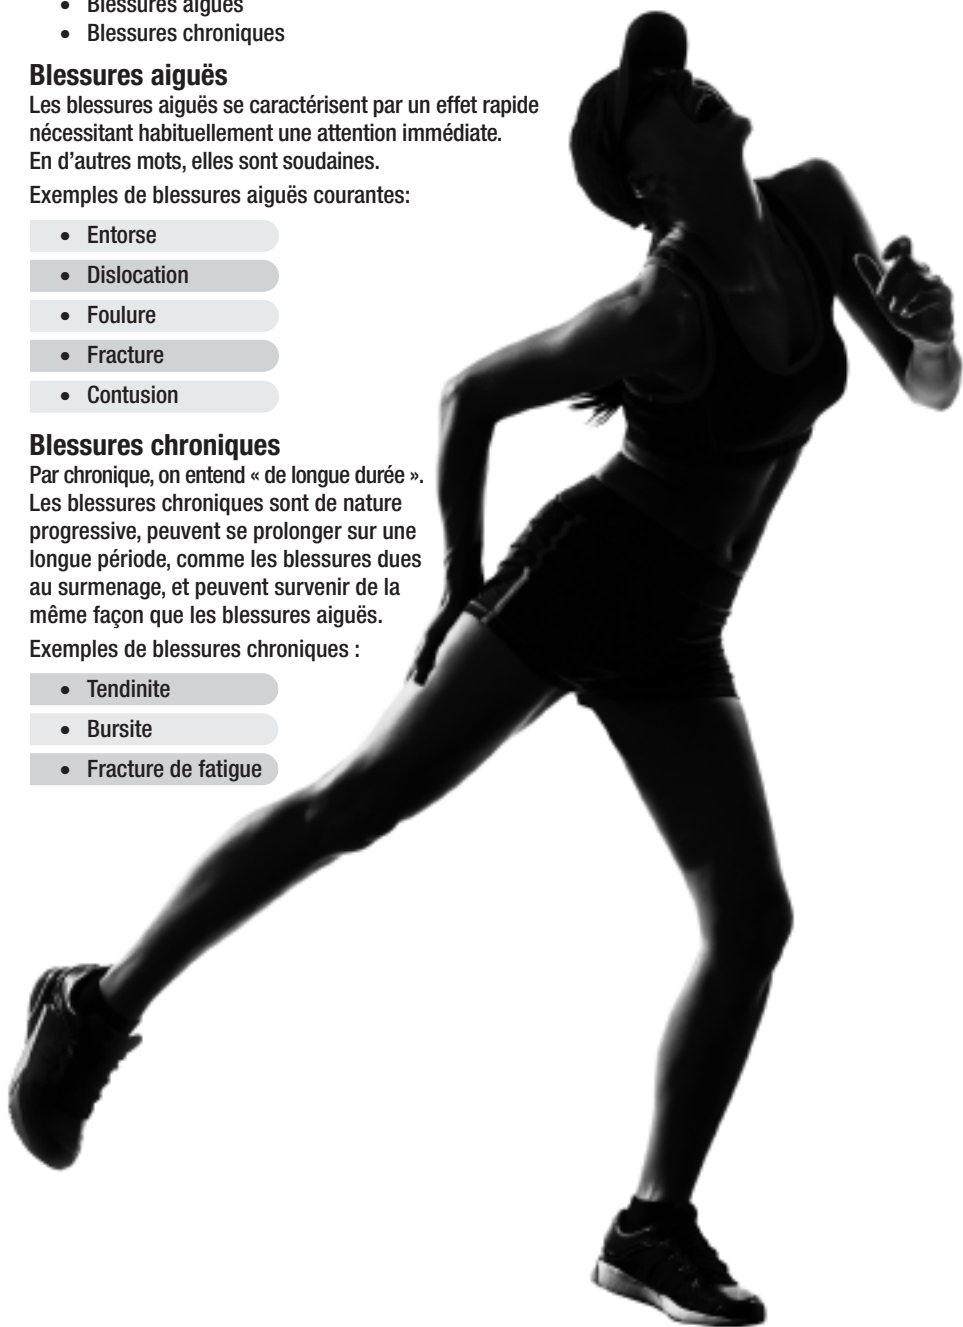 • Blessures aiguës
• Blessures chroniques
Blessures aiguës
Les blessures aiguës se caractérisent par un effet rapide
nécessitant habituellement une attention immédiate.
En d’autres mots, elles sont soudaines.
Exemples de blessures aiguës courantes:
• Entorse
• Dislocation
• Foulure
• Fracture
• Contusion
Blessures chroniques
Par chronique, on entend « de longue durée ».
Les blessures chroniques sont de nature
progressive, peuvent se prolonger sur une
longue période, comme les blessures dues
au surmenage, et peuvent survenir de la
même façon que les blessures aiguës.
Exemples de blessures chroniques :
• Tendinite
• Bursite
• Fracture de fatigue